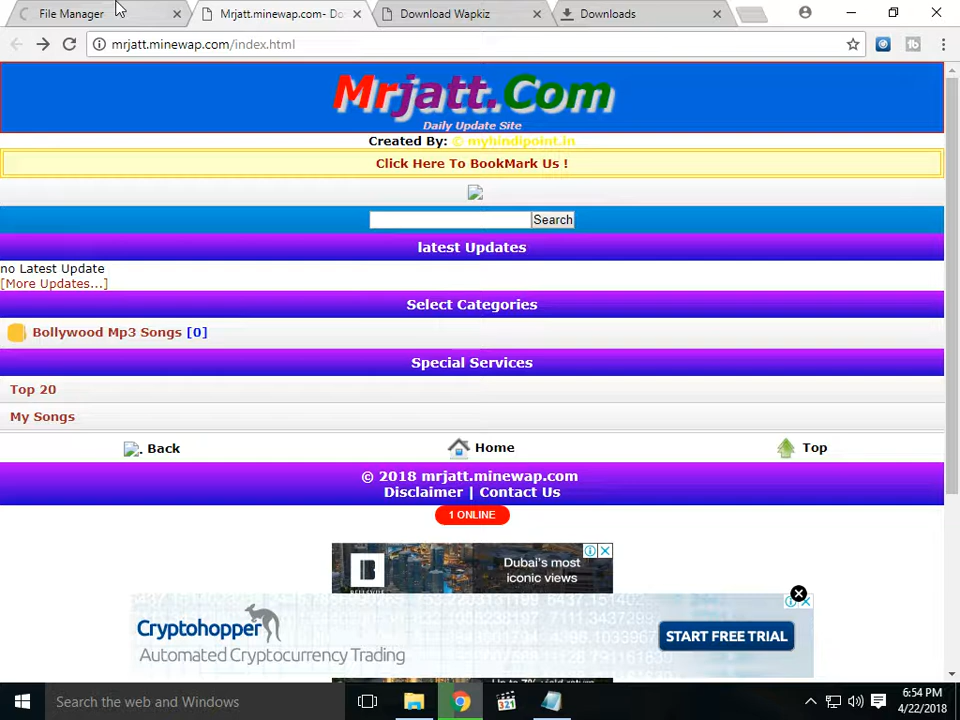 File Manager
Mrjatt.minewap.com- Do
Download Wapkiz
Downloads
mrjatt.minewap.com/index.html
Mrjatt.Com
Daily Update Site
Created By: © myhindipoint.in
Click Here To BookMark Us !
Search
latest Updates
no Latest Update
[More Updates...]
Select Categories
Bollywood Mp3 Songs [0]
Special Services
Top 20
My Songs
. Back
Home
Top
© 2018 mrjatt.minewap.com
Disclaimer | Contact Us
1 ONLINE
Dubai's most
iconic views
Cryptohopper
START FREE TRIAL
Automated Cryptocurrency Trading
Search the web and Windows
321
6:54 PM
4/22/2018